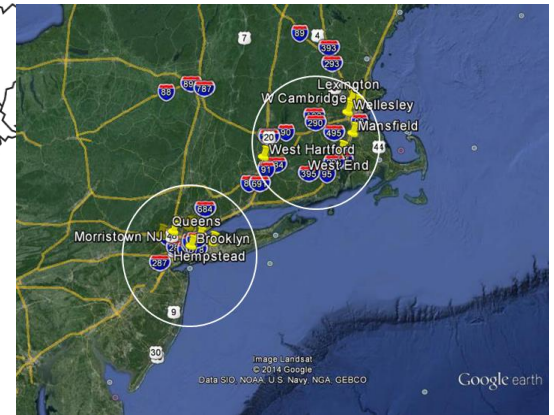 89
4
7
393
293
Lexington
88
787
W Cambridge
Wellesley
290
90
495
Mansfield
20
44
West Hartford
91
84
West End
395
95
684
Queens
Morristown NJ
Brooklyn
Hempstead
287
9
30
Image Landsat
© 2014 Google
Data SIO, NOAA, U.S. Navy, NGA, GEBCO
Google earth